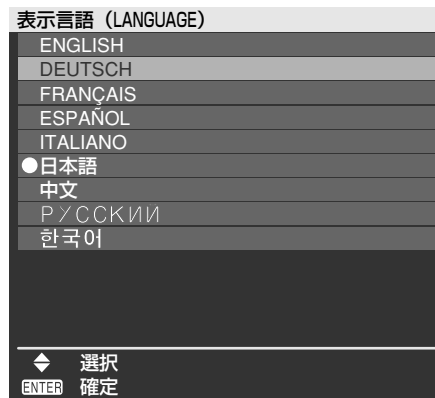 表示言語 (LANGUAGE)
ENGLISH
DEUTSCH
FRANÇAIS
ESPAÑOL
ITALIANO
日本語
中文
РУССКИИ
한국어
選択
ENTER 確定